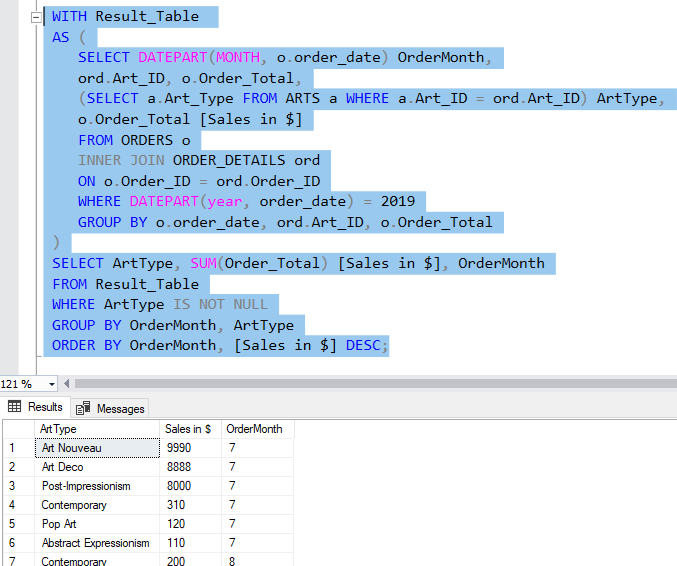 WITH Result_Table
AS (
SELECT DATEPART(MONTH, o.order_date) OrderMonth,
ord.Art_ID, o.Order_Total,
(SELECT a.Art_Type FROM ARTS a WHERE a.Art_ID = ord.Art_ID) ArtType,
o.Order_Total [Sales in $]
FROM ORDERS o
INNER JOIN ORDER_DETAILS ord
ON o.Order_ID = ord.Order_ID
WHERE DATEPART(year, order_date) = 2019
GROUP BY o.order_date, ord.Art_ID, o.Order_Total
)
SELECT ArtType, SUM(Order_Total) [Sales in $], OrderMonth
FROM Result_Table
WHERE ArtType IS NOT NULL
GROUP BY OrderMonth, ArtType
ORDER BY OrderMonth, [Sales in $] DESC;
121 %
Results Messages
ArtType Sales in $ OrderMonth
1 Art Nouveau 9990 7
2 Art Deco 8888 7
3 Post-Impressionism 8000 7
4 Contemporary 310 7
5 Pop Art 120 7
6 Abstract Expressionism 110 7
7 Contemporary 200 8